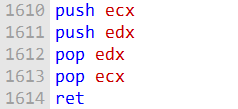 1610 push ecx
1611 push edx
1612 pop edx
1613 pop ecx
1614 ret